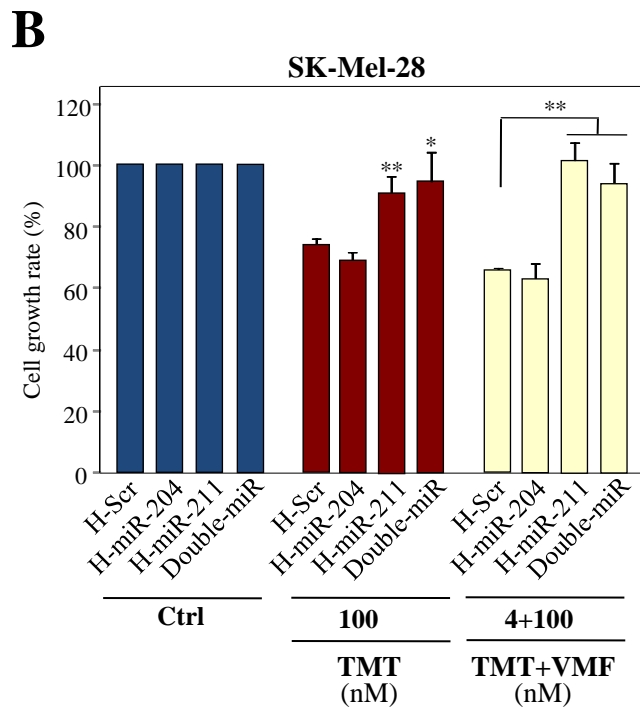 B
SK-Mel-28
Cell growth rate (%)
120
100
80
60
40
20
0
**
*
**
H-Scr
H-miR-204
H-miR-211
Double-miR
H-Scr
H-miR-204
H-miR-211
Double-miR
H-Scr
H-miR-204
H-miR-211
Double-miR
Ctrl
100
4+100
TMT
TMT+VMF
(nM)
(nM)